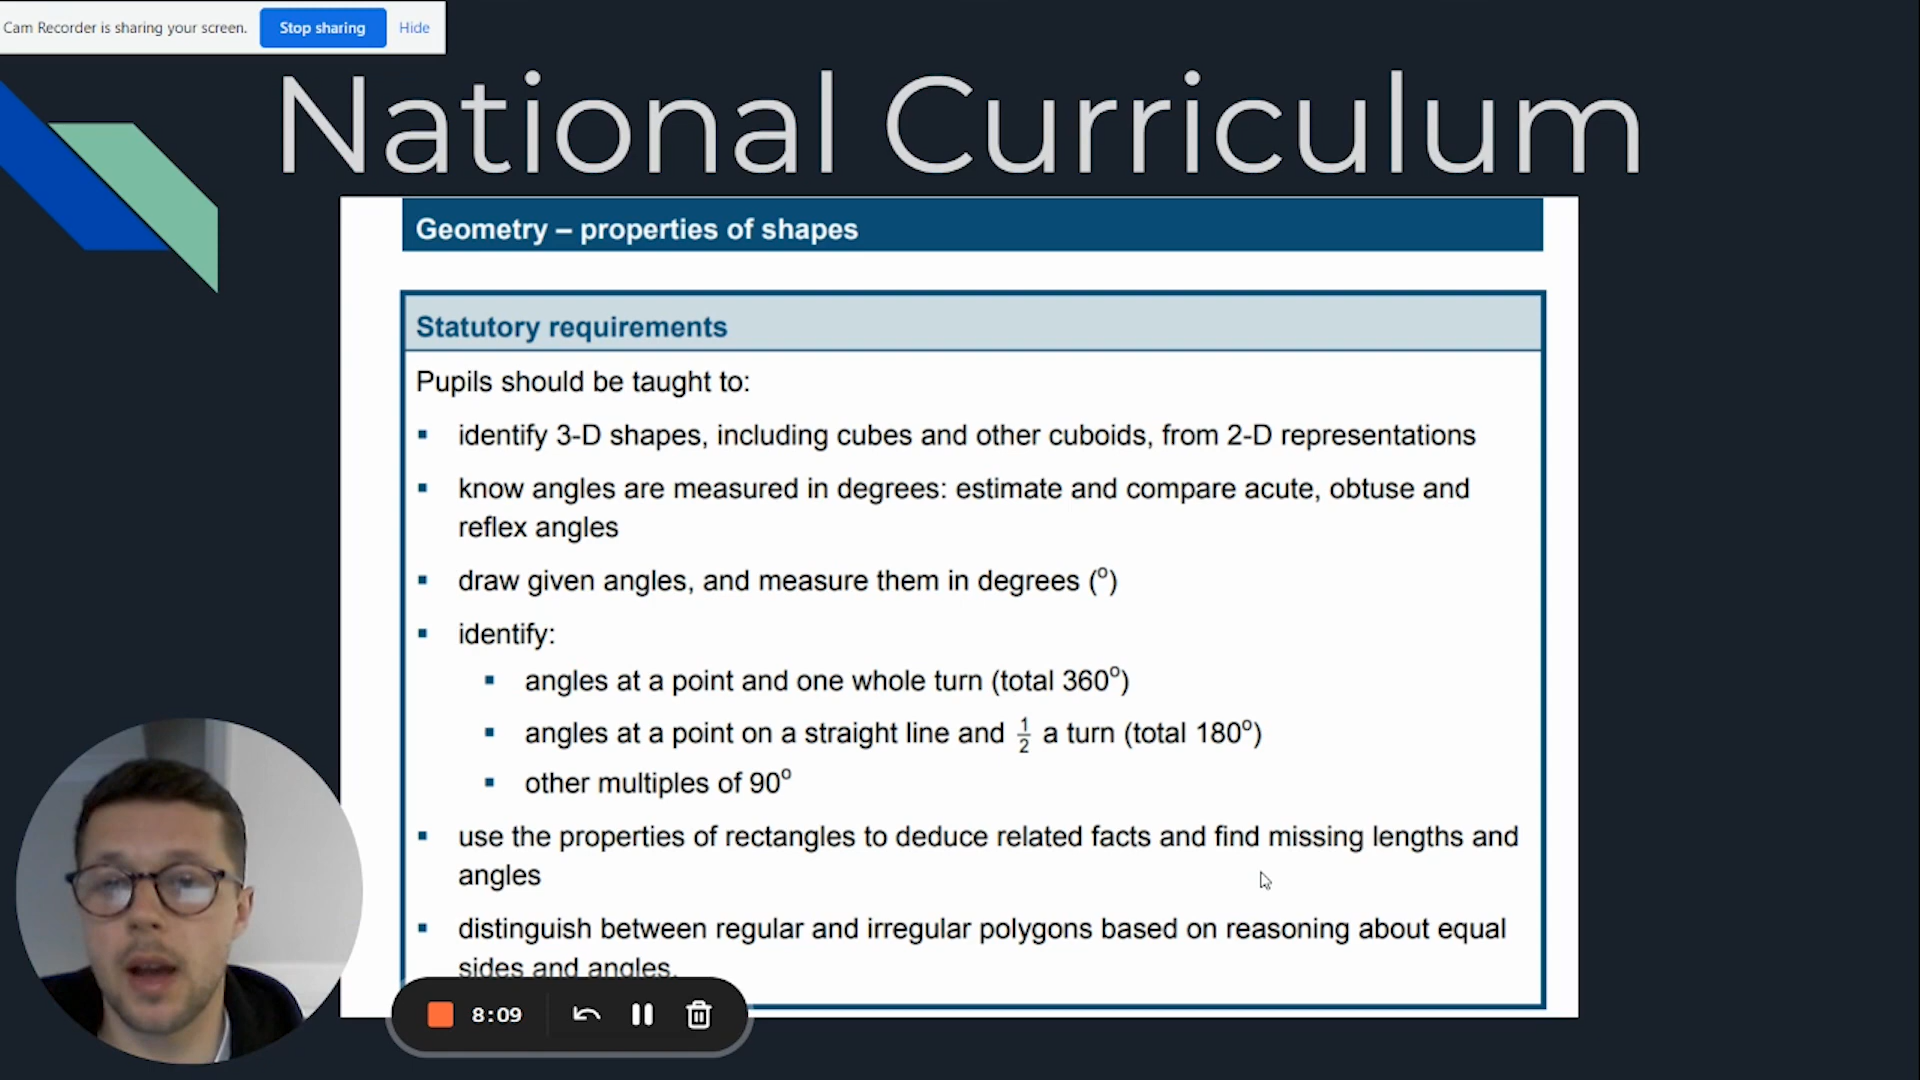 Cam Recorder is sharing your screen. Stop sharing Hide
National Curriculum
Geometry – properties of shapes
Statutory requirements
Pupils should be taught to:
▪ identify 3-D shapes, including cubes and other cuboids, from 2-D representations
▪ know angles are measured in degrees: estimate and compare acute, obtuse and
reflex angles
▪ draw given angles, and measure them in degrees (°)
▪ identify:
▪ angles at a point and one whole turn (total 360°)
▪ angles at a point on a straight line and ½ a turn (total 180°)
▪ other multiples of 90°
▪ use the properties of rectangles to deduce related facts and find missing lengths and
angles
▪ distinguish between regular and irregular polygons based on reasoning about equal
sides and angles.
8:09